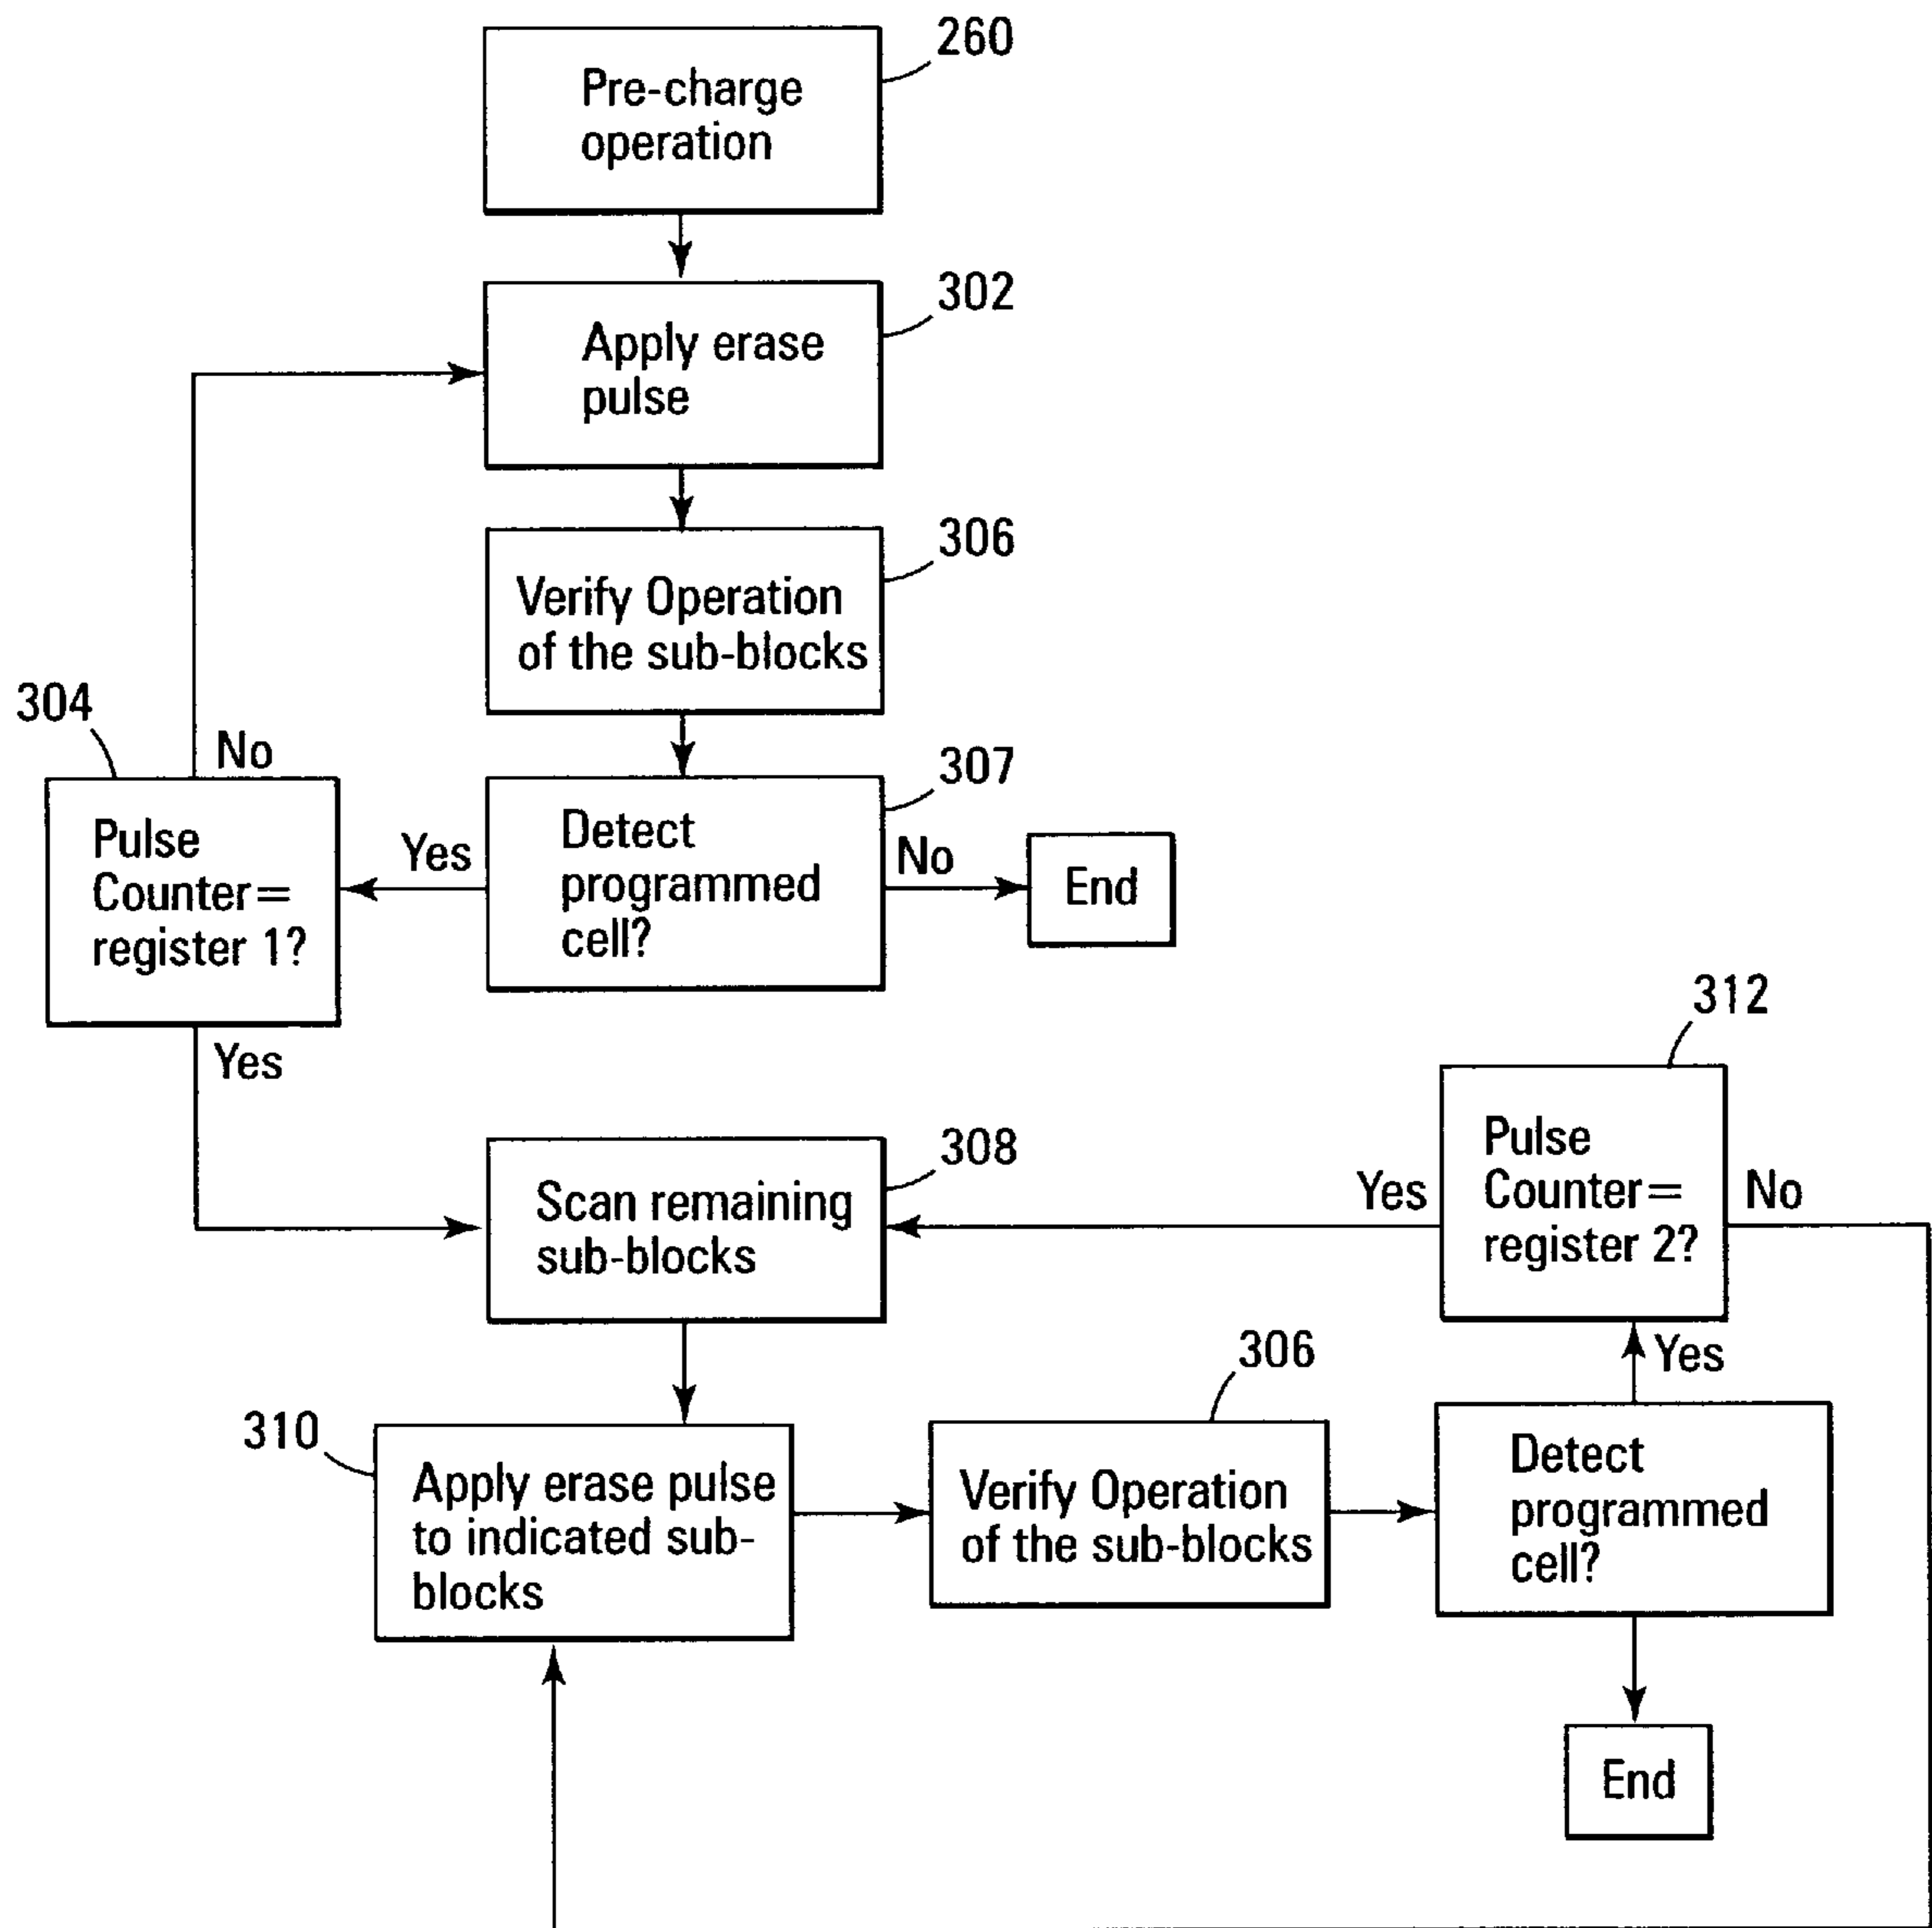 260
Pre-charge
operation
302
Apply erase
pulse
306
Verify Operation
of the sub-blocks
304
No
307
Pulse
Counter=
register 1?
Yes
Detect
programmed
cell?
No
End
Yes
312
308
Scan remaining
sub-blocks
Yes
Pulse
Counter=
register 2?
No
306
Yes
310
Apply erase pulse
to indicated sub-
blocks
Verify Operation
of the sub-blocks
Detect
programmed
cell?
End